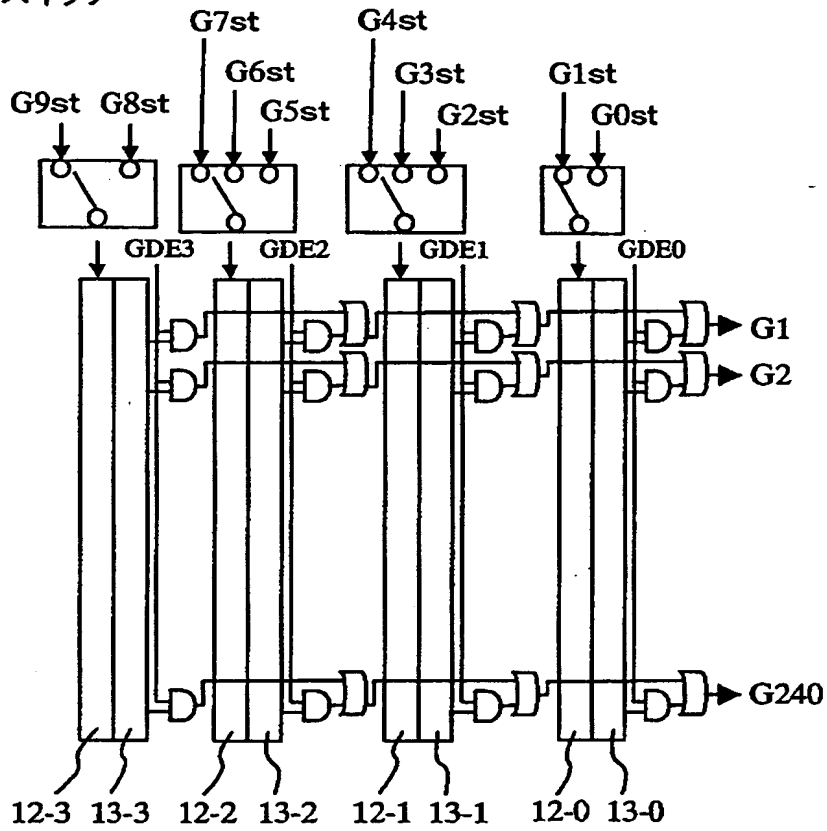 G7st G4st
G6st G3st G1st
G9st G8st G5st G2st G0st
GDE3 GDE2 GDE1 GDE0
G1
G2
G240
12-3 13-3 12-2 13-2 12-1 13-1 12-0 13-0